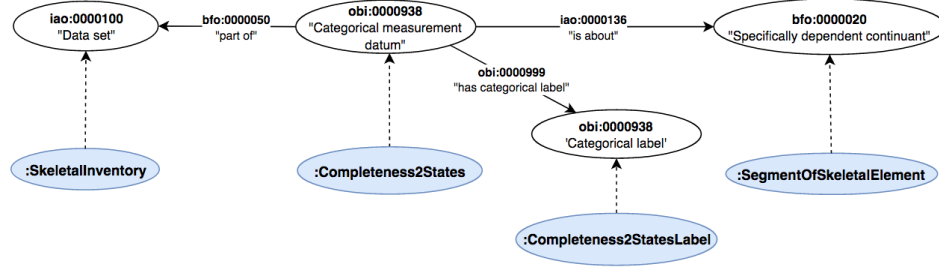 iao:0000100
"Data set"
bfo:0000050
"part of"
obi:0000938
"Categorical measurement
datum"
iao:0000136
"is about"
bfo:0000020
"Specifically dependent continuant"
obi:0000999
"has categorical label"
obi:0000938
'Categorical label'
:SkeletalInventory
:Completeness2States
:SegmentOfSkeletalElement
:Completeness2StatesLabel